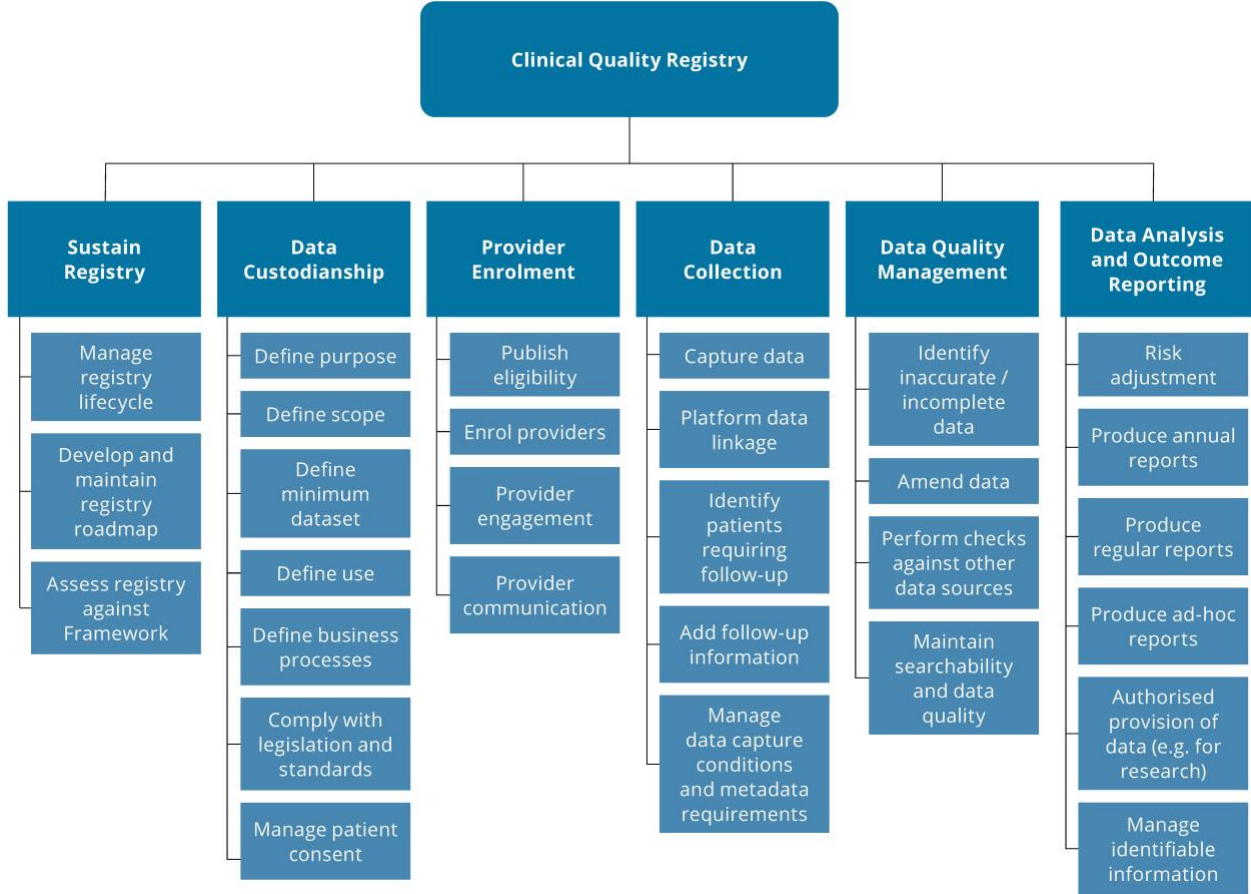 Clinical Quality Registry
Sustain
Registry
Manage
registry
lifecycle
Develop and
maintain
registry
roadmap
Assess registry
against
Framework
Data
Custodianship
Define purpose
Define scope
Define
minimum
dataset
Define use
Define business
processes
Comply with
legislation and
standards
Manage patient
consent
Provider
Enrolment
Publish
eligibility
Enrol providers
Provider
engagement
Provider
communication
Data
Collection
Capture data
Platform data
linkage
Identify
patients
requiring
follow-up
Add follow-up
information
Manage
data capture
conditions
and metadata
requirements
Data Quality
Management
Identify
inaccurate /
incomplete
data
Amend data
Perform checks
against other
data sources
Maintain
searchability
and data
quality
Data Analysis
and Outcome
Reporting
Risk
adjustment
Produce annual
reports
Produce
regular reports
Produce ad-hoc
reports
Authorised
provision of
data (e.g. for
research)
Manage
identifiable
information